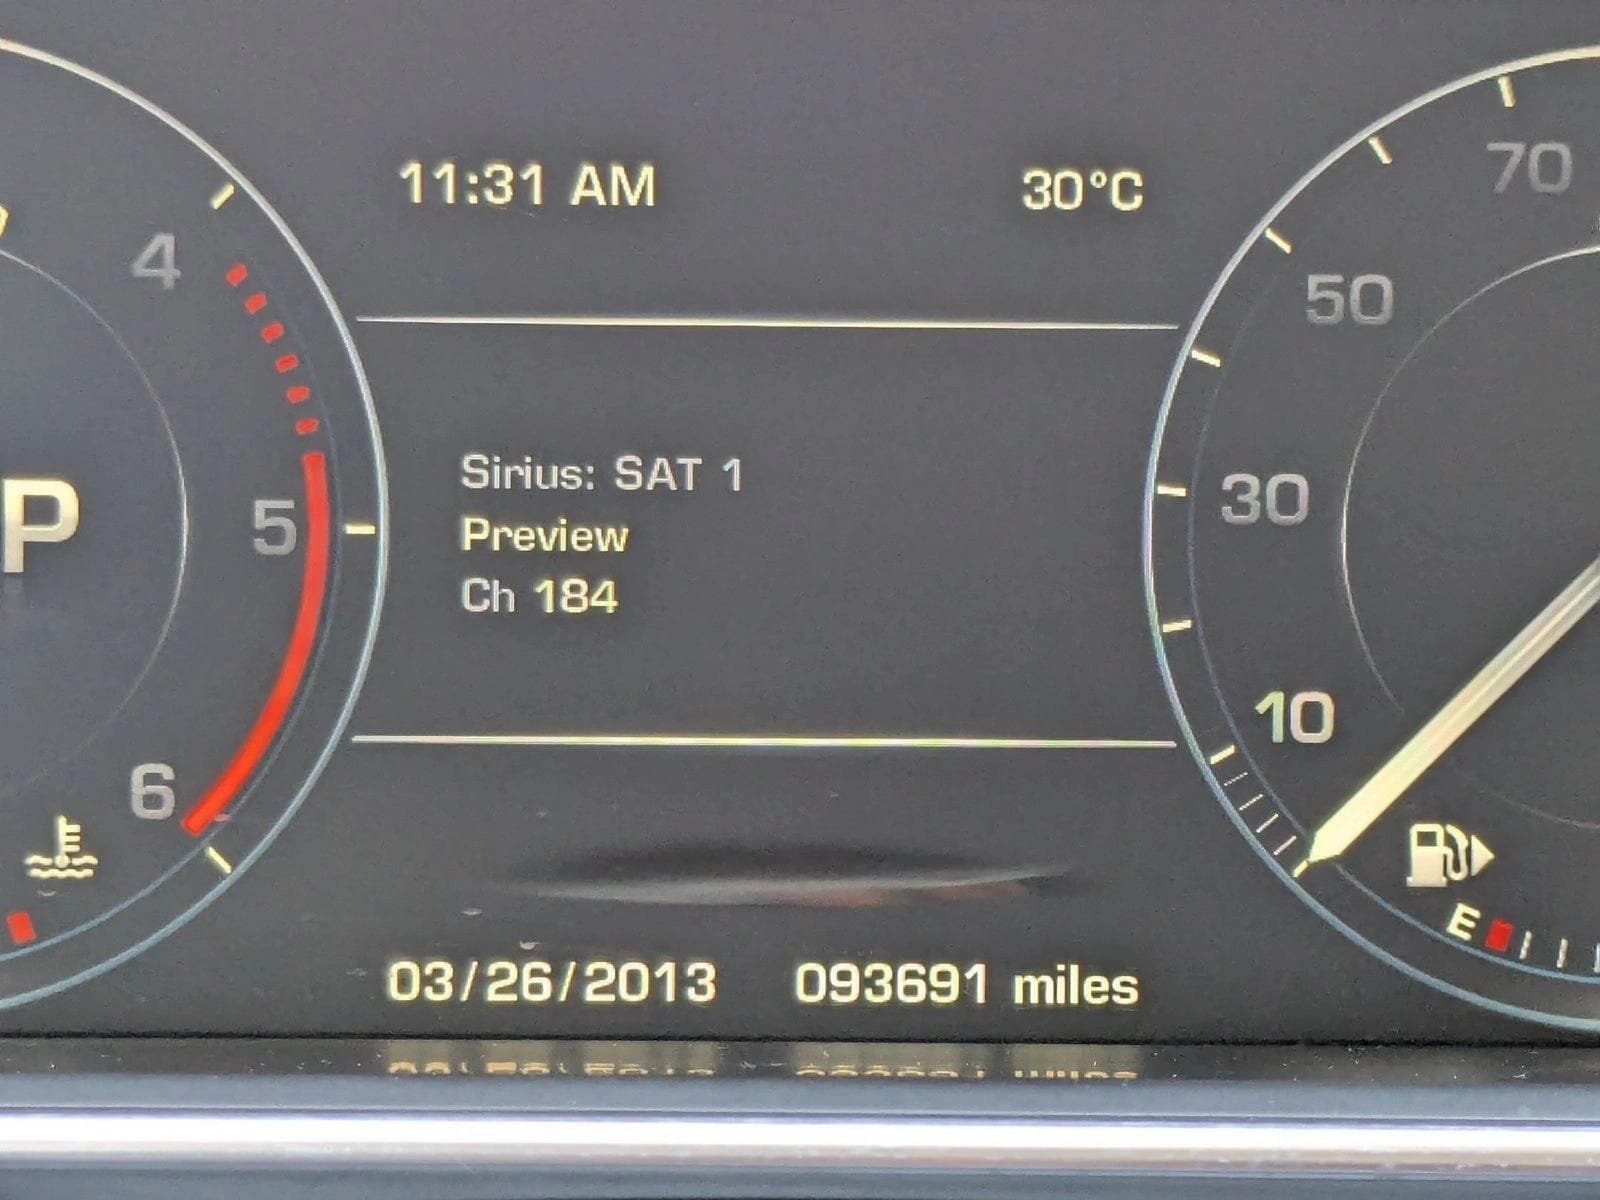 11:31 AM 30°C
70
4
50
Sirius: SAT 1
P
5
30
Preview
Ch 184
10
6
E
03/26/2013 093691 miles